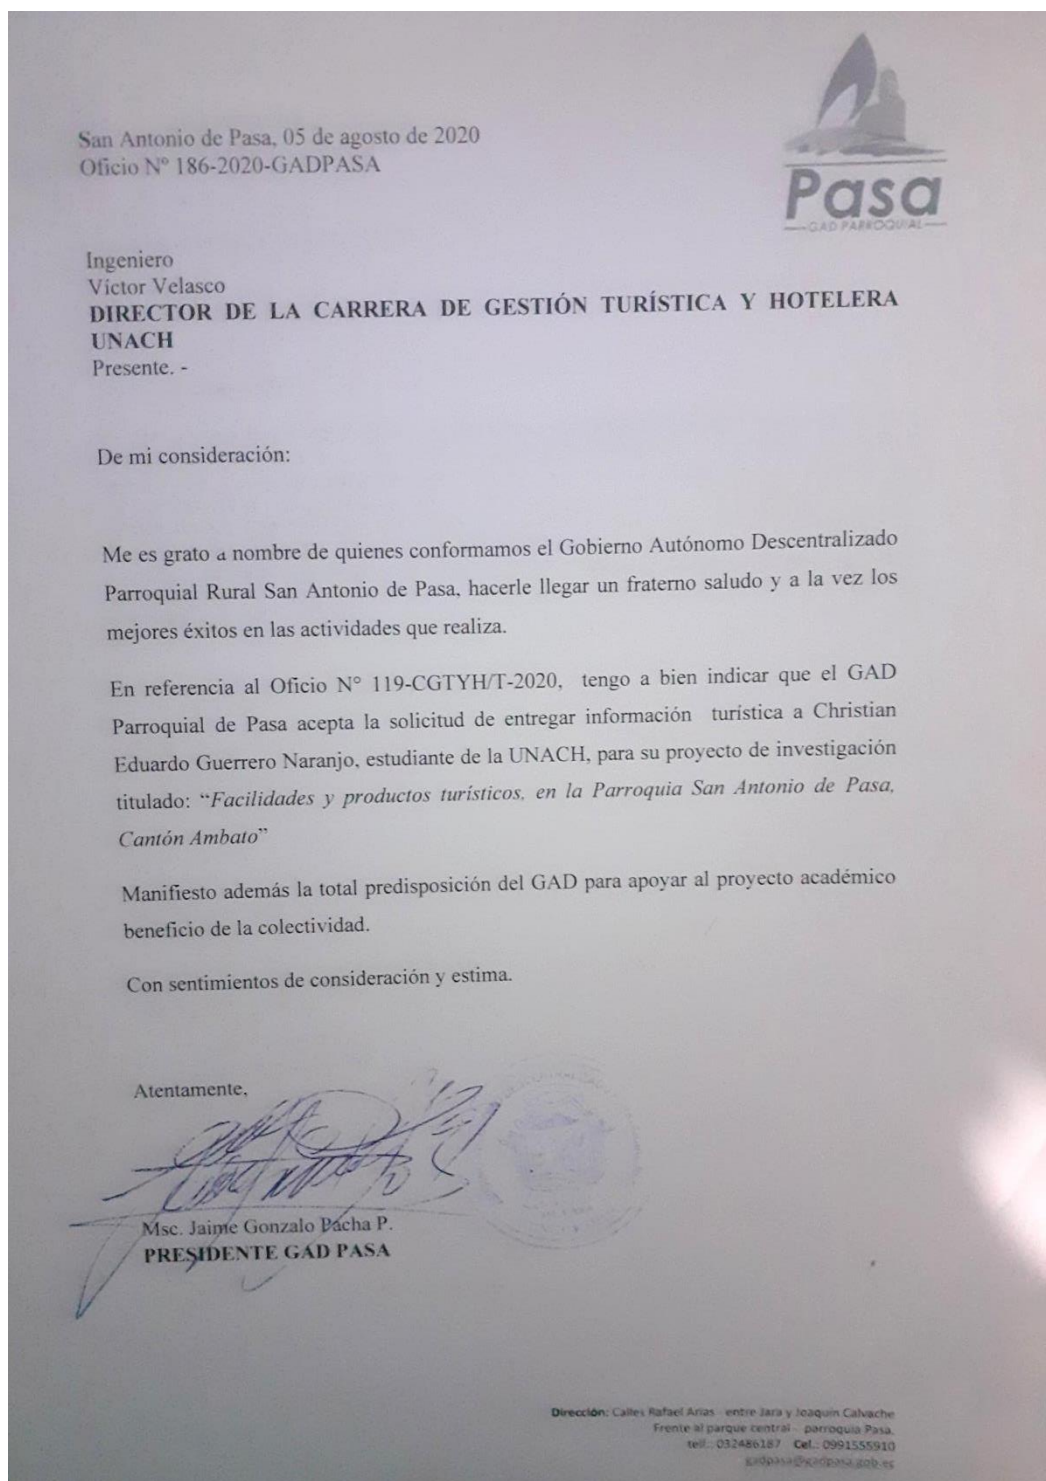 San Antonio de Pasa, 05 de agosto de 2020
Oficio Nº 186-2020-GADPASA
Pasa
GAD PARROQUIAL
Ingeniero
Víctor Velasco
DIRECTOR DE LA CARRERA DE GESTIÓN TURÍSTICA Y HOTELERA
UNACH
Presente. -
De mi consideración:
Me es grato a nombre de quienes conformamos el Gobierno Autónomo Descentralizado
Parroquial Rural San Antonio de Pasa, hacerle llegar un fraterno saludo y a la vez los
mejores éxitos en las actividades que realiza.
En referencia al Oficio N° 119-CGTYH/T-2020, tengo a bien indicar que el GAD
Parroquial de Pasa acepta la solicitud de entregar información turística a Christian
Eduardo Guerrero Naranjo, estudiante de la UNACH, para su proyecto de investigación
titulado: “Facilidades y productos turísticos, en la Parroquia San Antonio de Pasa,
Cantón Ambato”
Manifiesto además la total predisposición del GAD para apoyar al proyecto académico
beneficio de la colectividad.
Con sentimientos de consideración y estima.
Atentamente,
Msc. Jaime Gonzalo Pacha P.
PRESIDENTE GAD PASA
Dirección: Calles Rafael Arias - entre Jara y Joaquín Calvache
Frente al parque central - parroquia Pasa.
telf.: 032486187 Cel.: 0991555910